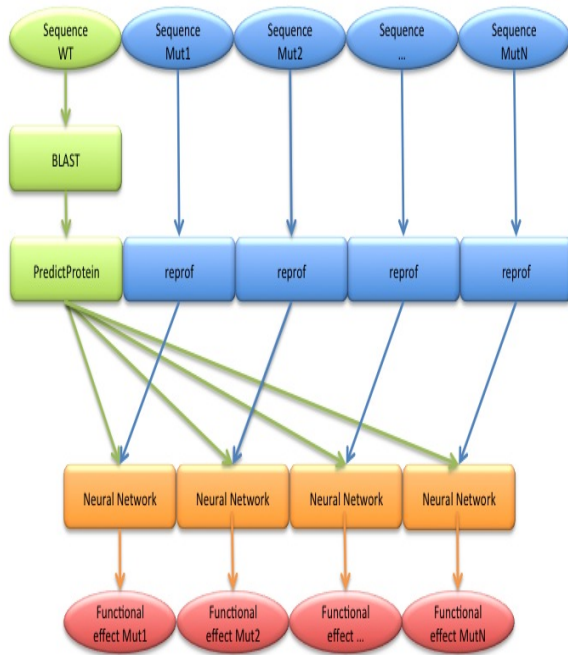 Sequence
WT
Sequence
Mut1
Sequence
Mut2
Sequence
...
Sequence
MutN
BLAST
PredictProtein
reprof
reprof
reprof
reprof
Neural Network
Neural Network
Neural Network
Neural Network
Functional
effect Mut1
Functional
effect Mut2
Functional
effect ...
Functional
effect MutN